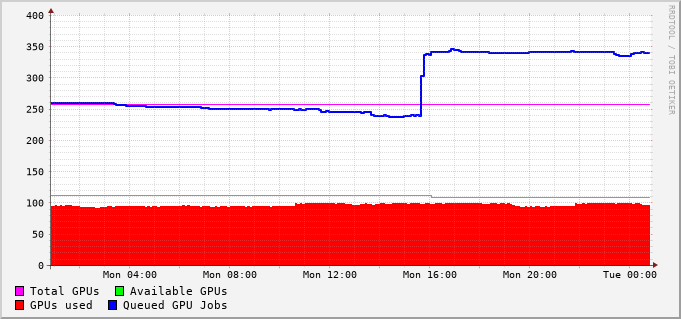 RRDTOOL / TOBI OETIKER
400
350
300
250
200
150
100
50
0
Mon 04:00 Mon 08:00 Mon 12:00 Mon 16:00 Mon 20:00 Tue 00:00
Total GPUs Available GPUs
GPUs used Queued GPU Jobs